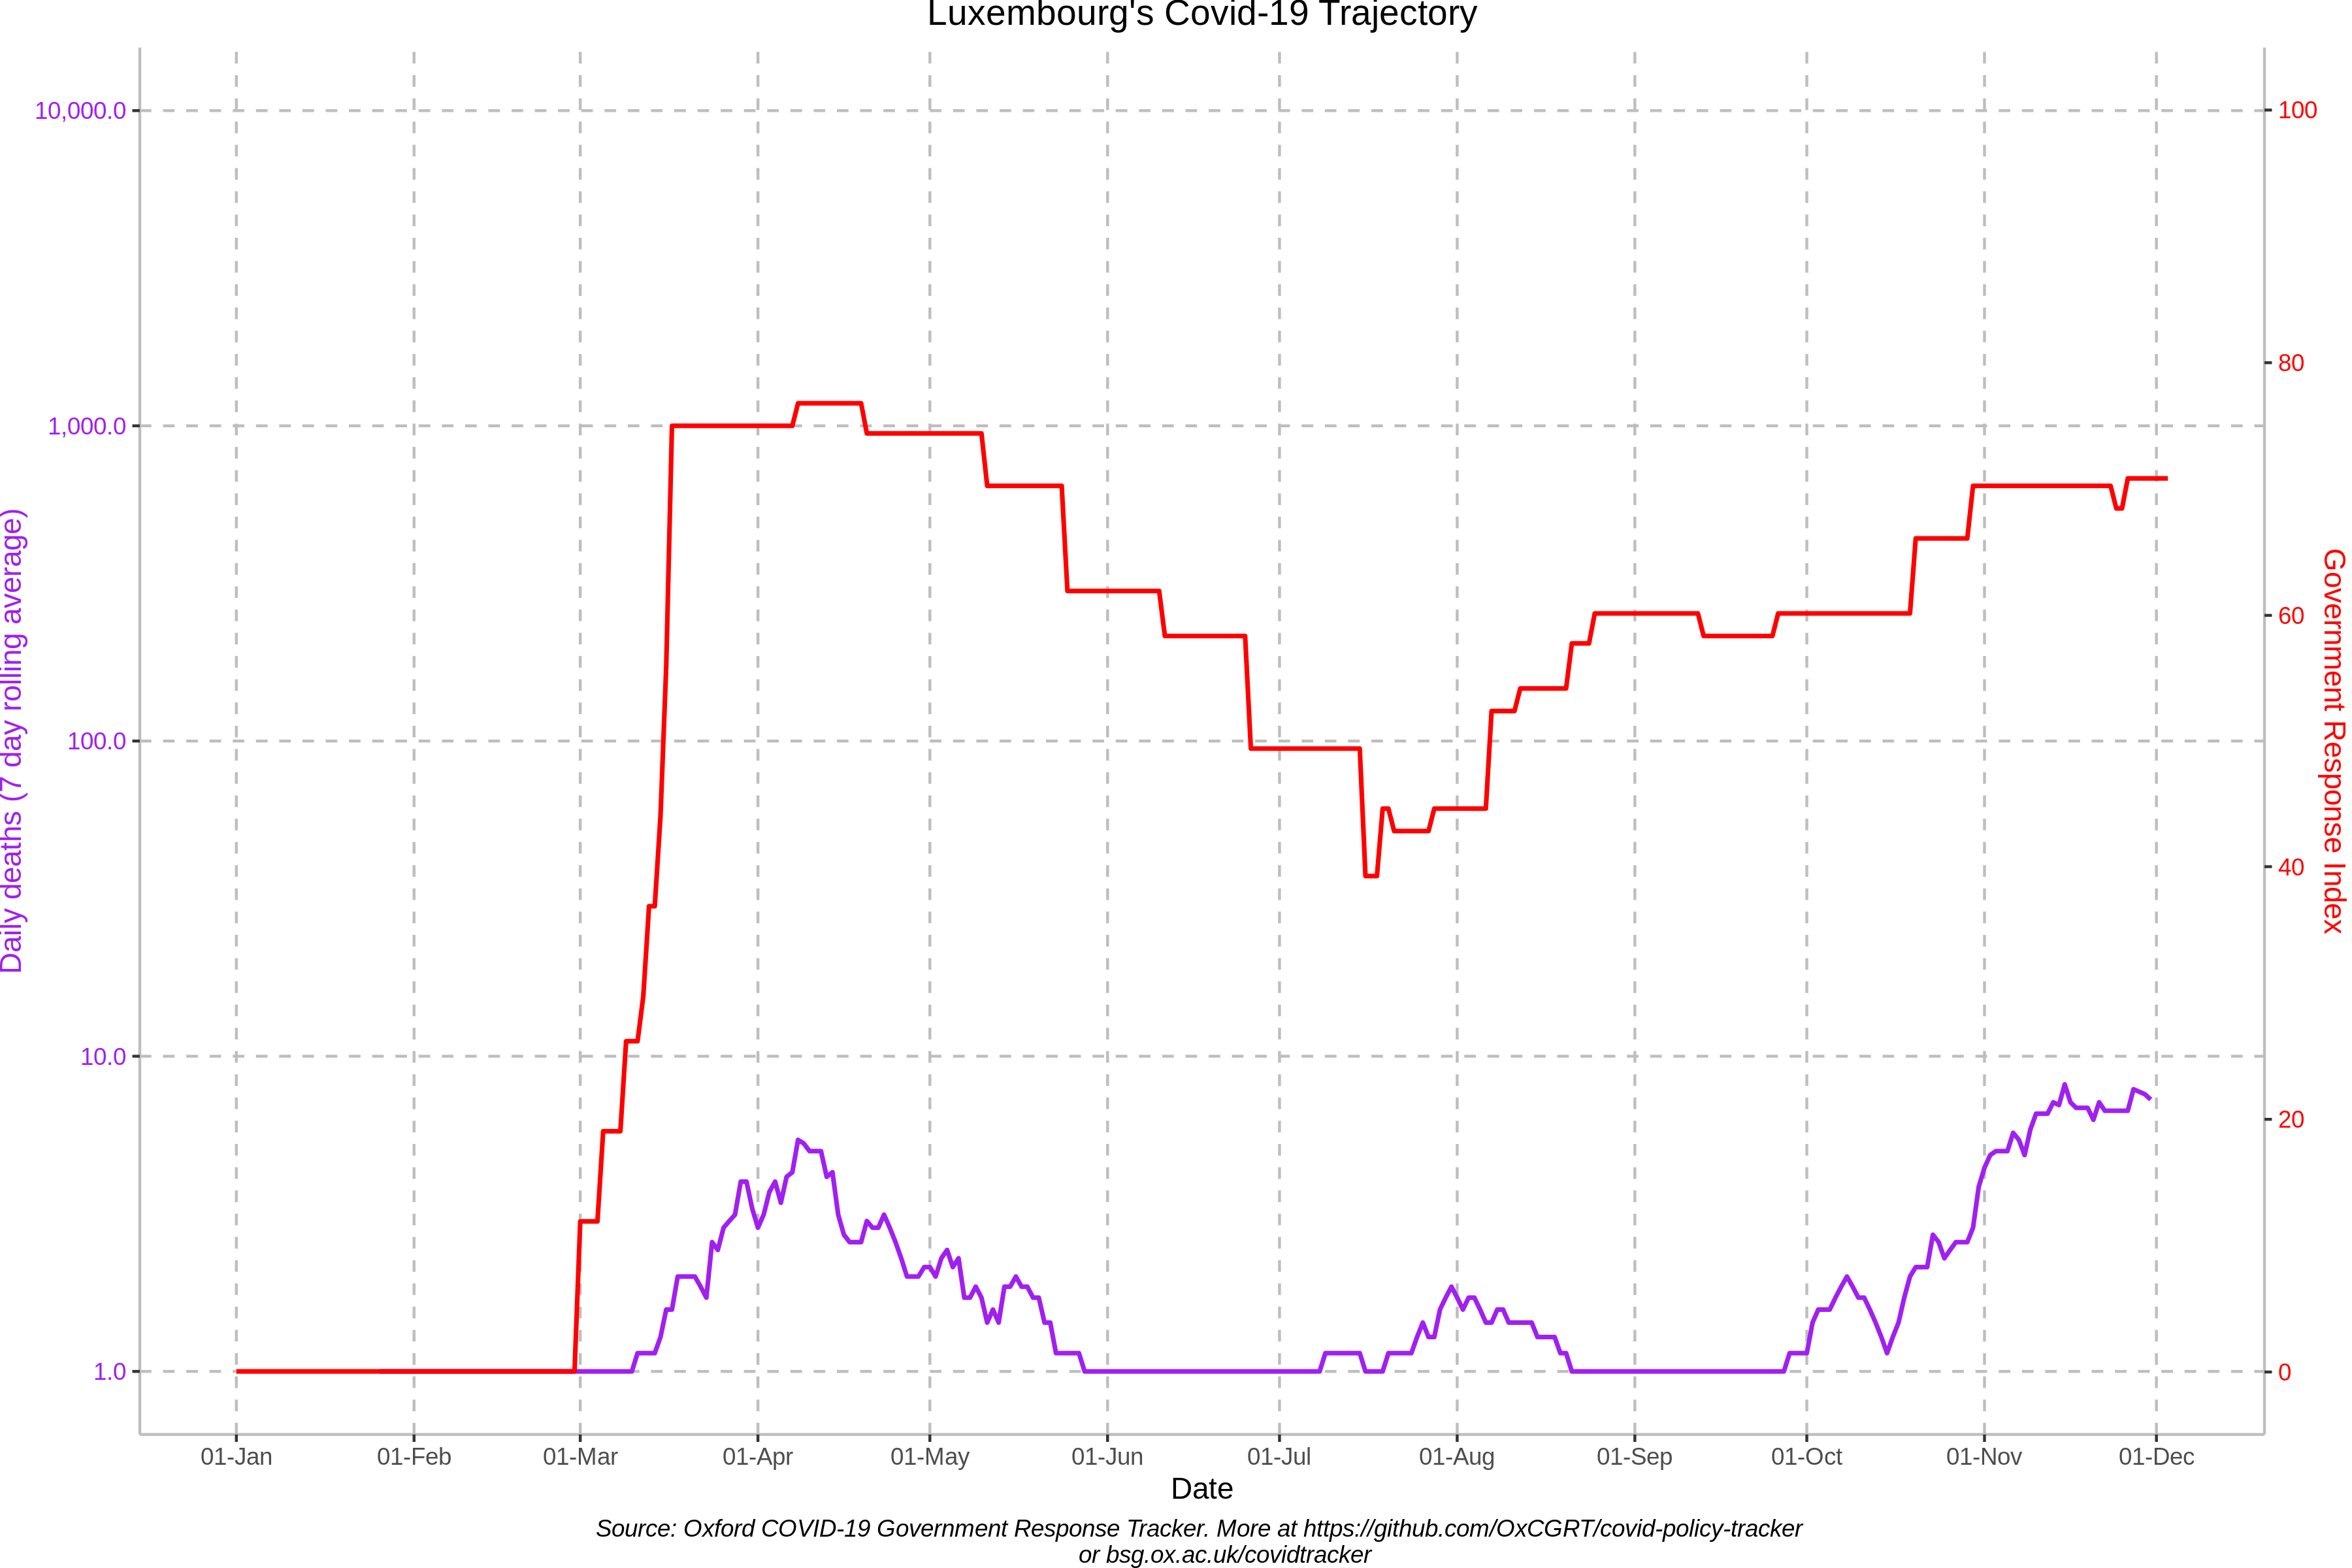 Luxembourg's Covid-19 Trajectory
Daily deaths (7 day rolling average)
10,000.0
1,000.0
100.0
10.0
1.0
100
80
60
40
20
0
Government Response Index
01-Jan
01-Feb
01-Mar
01-Apr
01-May
01-Jun
01-Jul
01-Aug
01-Sep
01-Oct
01-Nov
01-Dec
Date
Source: Oxford COVID-19 Government Response Tracker. More at https://github.com/OxCGRT/covid-policy-tracker
or bsg.ox.ac.uk/covidtracker